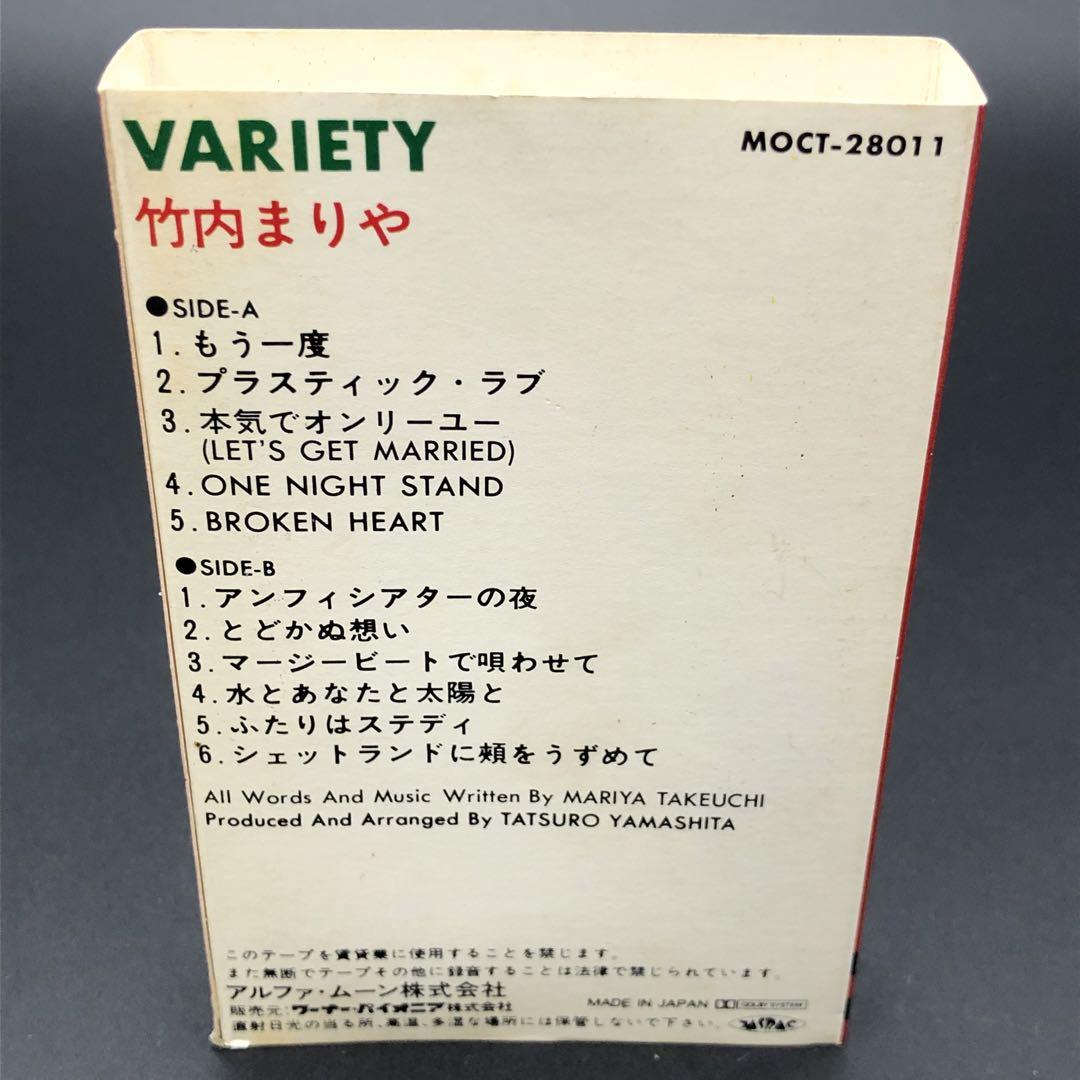 VARIETY
MOCT-28011
竹内まりや
●SIDE-A
1.もう一度
2.プラスティック・ラブ
3.本気でオンリーユー
(LET'S GET MARRIED)
4.ONE NIGHT STAND
5.BROKEN HEART
●SIDE-B
1.アンフィシアターの夜
2.とどかぬ想い
3.マージービートで唄わせて
4.水とあなたと太陽と
5.ふたりはステディ
6.シェットランドに頬をうずめて
All Words And Music Written By MARIYA TAKEUCHI
Produced And Arranged By TATSURO YAMASHITA
このテープを賃貸業に使用することを禁じます。
また無断でテープその他に録音することは法律で禁じられています。
アルファ・ムーン株式会社
販売元:ワーナー・パイオニア株式会社
MADE IN JAPAN DOLBY SYSTEM
直射日光の当る所、高温、多湿な場所には保管しないで下さい。
JASRAC